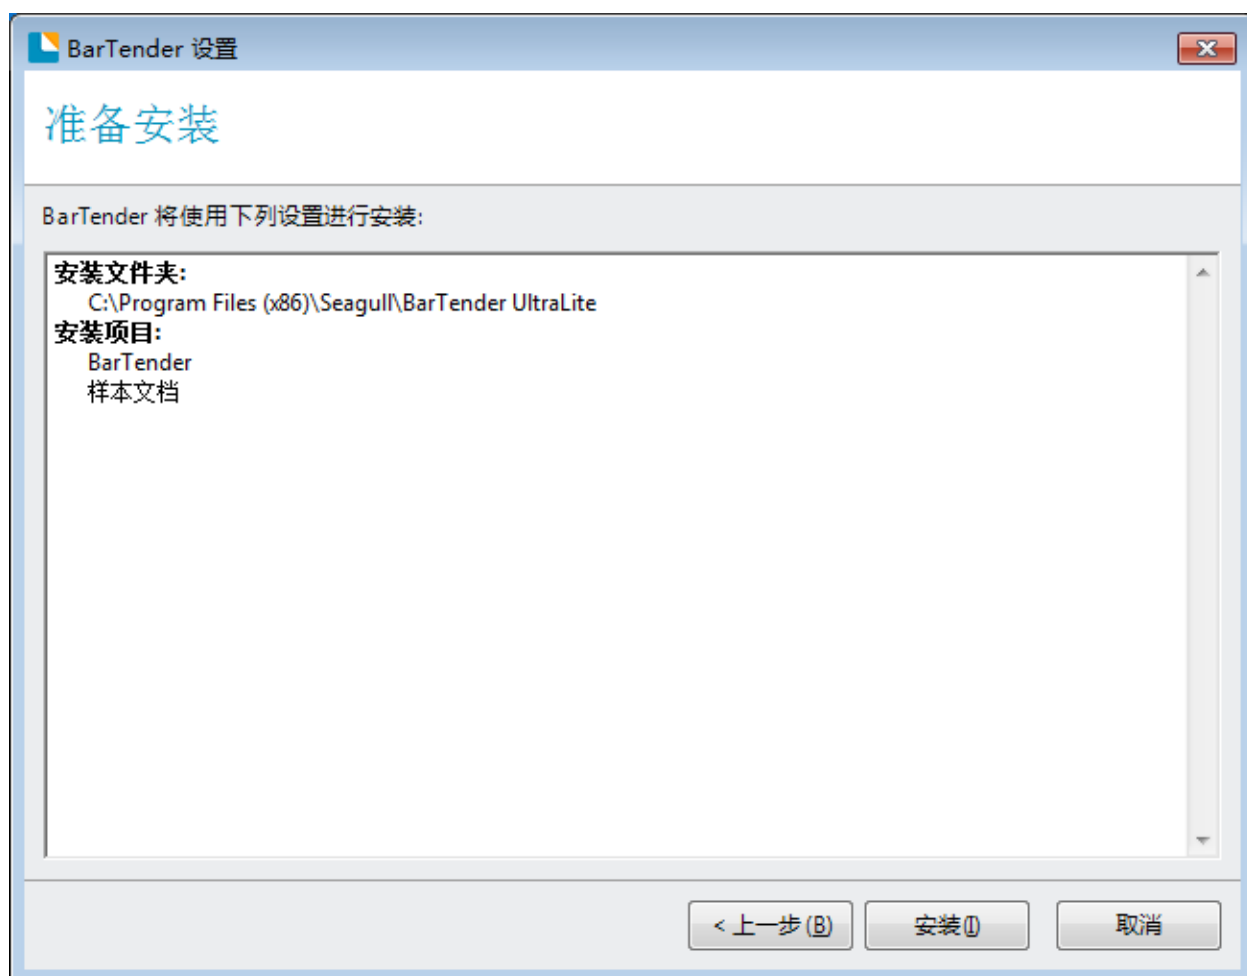 BarTender 设置
准备安装
BarTender 将使用下列设置进行安装:
安装文件夹:
C:\Program Files (x86)\Seagull\BarTender UltraLite
安装项目:
BarTender
样本文档
< 上一步(B) 安装(I) 取消